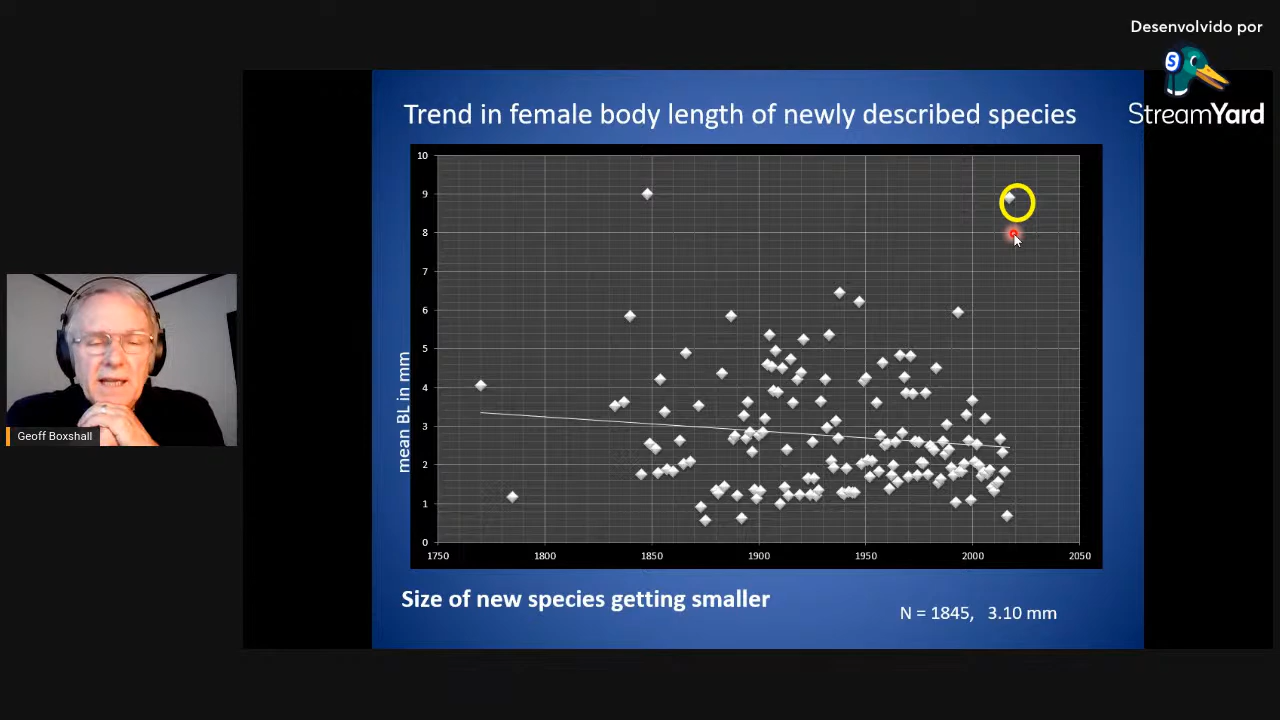 Desenvolvido por
S
StreamYard
Trend in female body length of newly described species
10
9
8
7
6
5
4
3
2
1
0
mean BL in mm
1750 1800 1850 1900 1950 2000 2050
Geoff Boxshall
Size of new species getting smaller
N = 1845, 3.10 mm